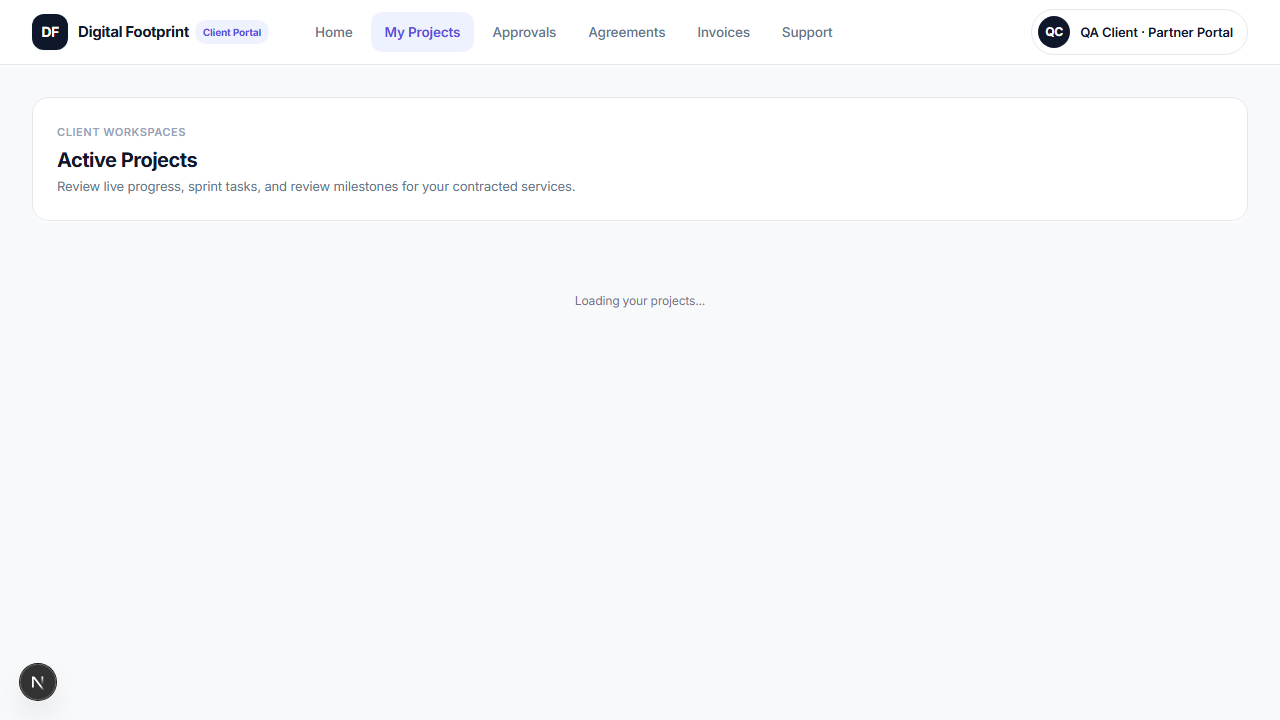 DF
Digital Footprint
Client Portal
Home
My Projects
Approvals
Agreements
Invoices
Support
QC
QA Client · Partner Portal
CLIENT WORKSPACES
Active Projects
Review live progress, sprint tasks, and review milestones for your contracted services.
Loading your projects...
N